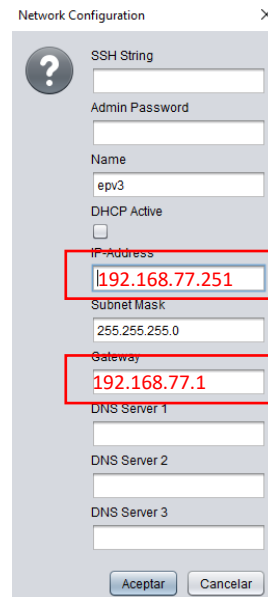 Network Configuration
SSH String
Admin Password
Name
epv3
DHCP Active
IP-Address
192.168.77.251
Subnet Mask
255.255.255.0
Gateway
192.168.77.1
DNS Server 1
DNS Server 2
DNS Server 3
Aceptar Cancelar